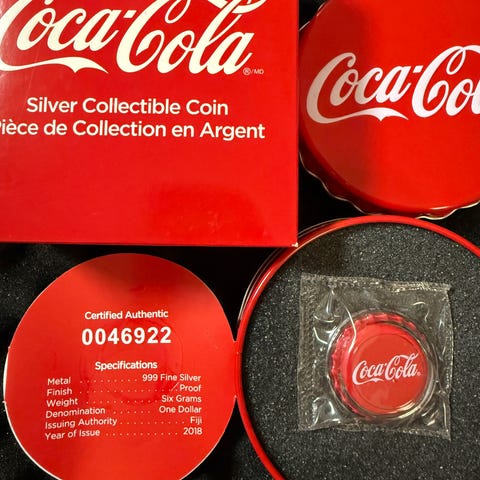 Coca-Cola
®/MD
Silver Collectible Coin
Pièce de Collection en Argent
Coca-Col
Certified Authentic
0046922
Specifications
Metal . . . . . . . . . . . 999 Fine Silver
Finish . . . . . . . . . . . . . . . . Proof
Weight . . . . . . . . . . . . Six Grams
Denomination . . . . . . . One Dollar
Issuing Authority . . . . . . . . . Fiji
Year of Issue . . . . . . . . . . 2018
Coca-Cola